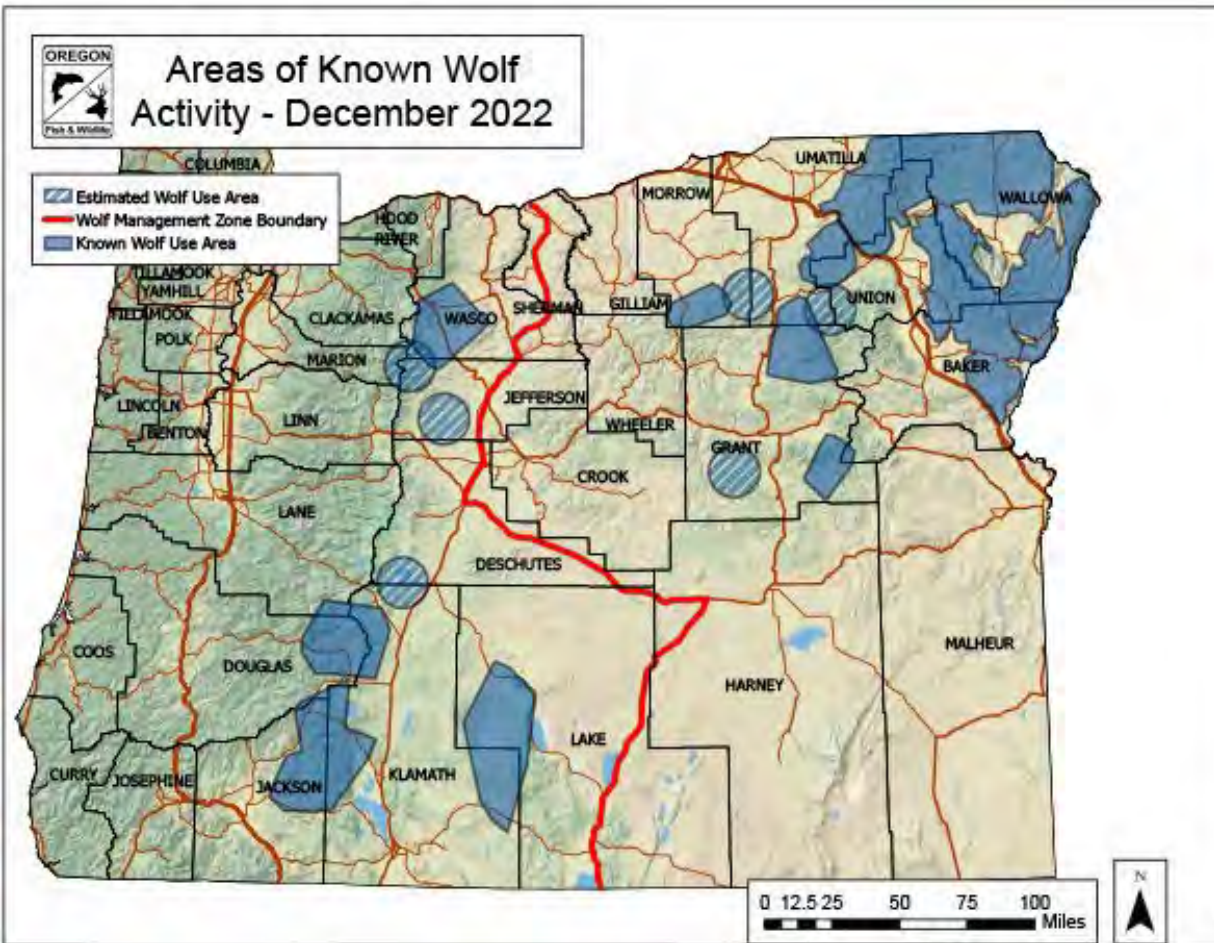 OREGON
Fish & Wildlife
Areas of Known Wolf
Activity - December 2022
Estimated Wolf Use Area
Wolf Management Zone Boundary
Known Wolf Use Area
COLUMBIA
UMATILLA
MORROW
WALLOWA
HOOD
RIVER
TILLAMOOK
YAMHILL
TILLAMOOK
POLK
CLACKAMAS
WASCO
SHERMAN
GILLIAM
UNION
MARION
BAKER
LINCOLN
BENTON
LINN
JEFFERSON
WHEELER
GRANT
CROOK
LANE
DESCHUTES
COOS
DOUGLAS
MALHEUR
HARNEY
LAKE
CURRY
JOSEPHINE
JACKSON
KLAMATH
N
0 12.5 25 50 75 100
Miles